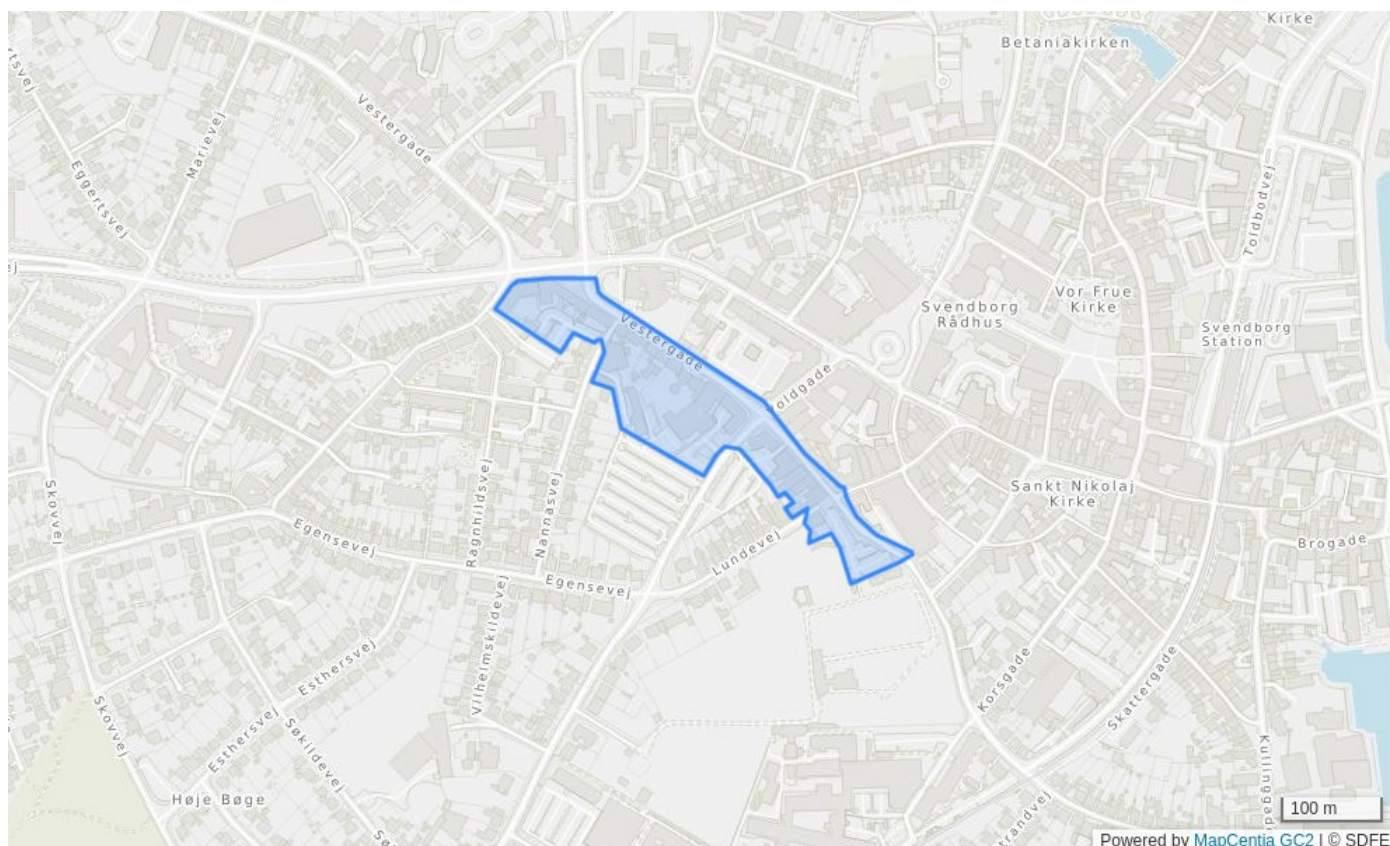 Kirke
Betaniakirken
Vestergade
Marievej
Eggertsvej
Toldbodvej
Vor Frue
Kirke
Svendborg
Rådhus
Svendborg
Station
Vestergade
Sankt Nikolaj
Kirke
Skovvej
Ragnhildsvej
Nannasvej
Egensevej
Lundevej
Brogade
Egensevej
Vilhelmskildevej
Esthersvej
Korsgade
Skattergade
Skovvej
Esthersvej
Søkildevej
Høje Bøge
100 m
Powered by MapCentia GC2 | © SDFE